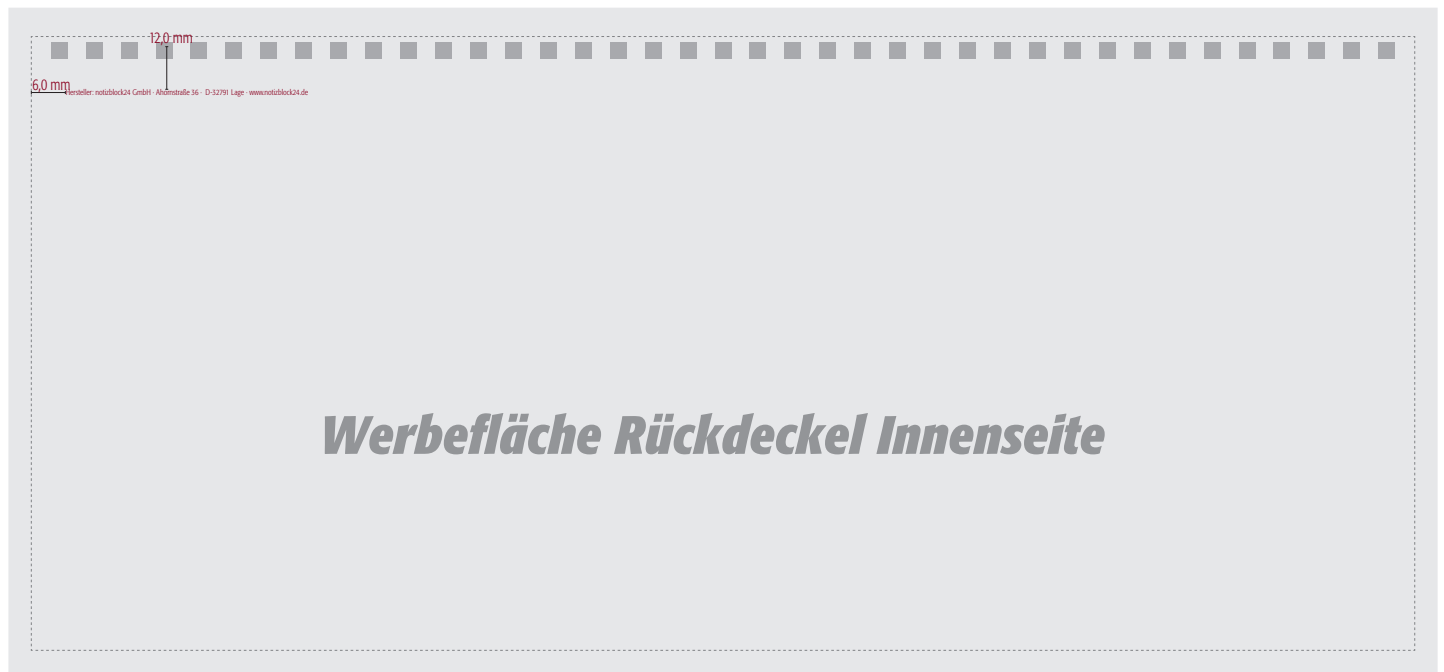 12,0 mm
6,0 mm
Hersteller: notizblock24 GmbH · Ahornstraße 36 · D-32791 Lage · www.notizblock24.de
Werbefläche Rückdeckel Innenseite